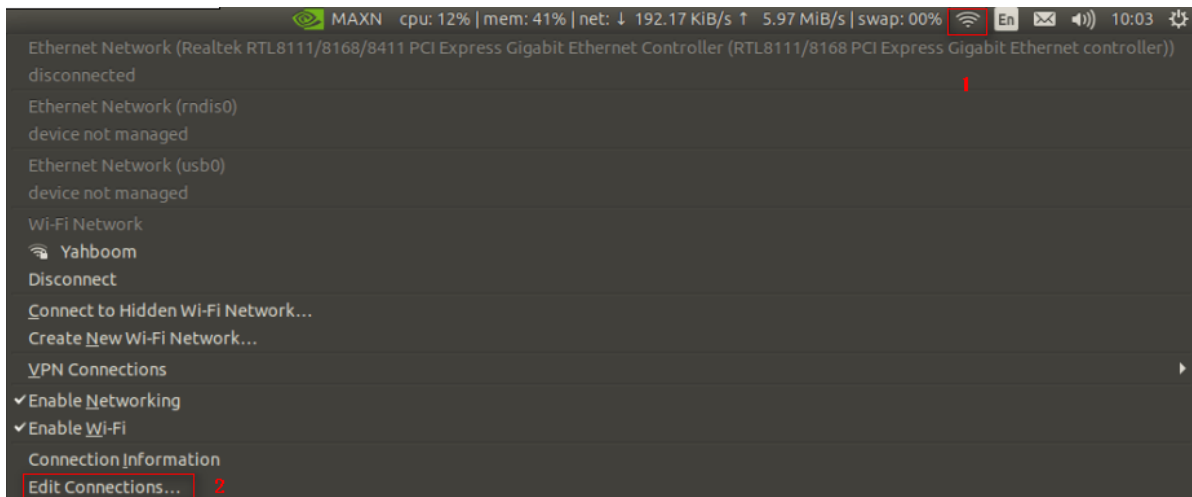 MAXN cpu: 12% | mem: 41% | net: ↓ 192.17 KiB/s ↑ 5.97 MiB/s | swap: 00% En 10:03
Ethernet Network (Realtek RTL8111/8168/8411 PCI Express Gigabit Ethernet Controller (RTL8111/8168 PCI Express Gigabit Ethernet controller))
1
disconnected
Ethernet Network (rndis0)
device not managed
Ethernet Network (usb0)
device not managed
Wi-Fi Network
Yahboom
Disconnect
Connect to Hidden Wi-Fi Network...
Create New Wi-Fi Network...
VPN Connections
Enable Networking
Enable Wi-Fi
Connection Information
Edit Connections... 2